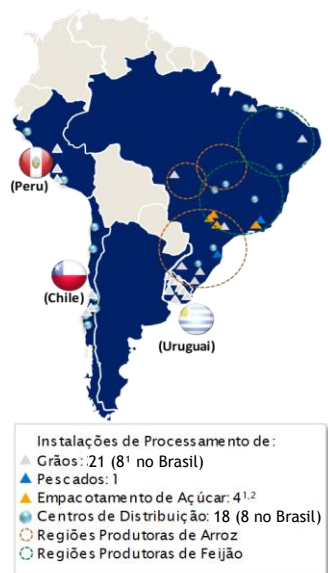 (Peru)
(Chile)
(Uruguai)
Instalações de Processamento de :
Grãos: 21 (8¹ no Brasil)
Pescados: 1
Empacotamento de Açúcar: 4¹,²
Centros de Distribuição: 18 (8 no Brasil)
Regiões Produtoras de Arroz
Regiões Produtoras de Feijão